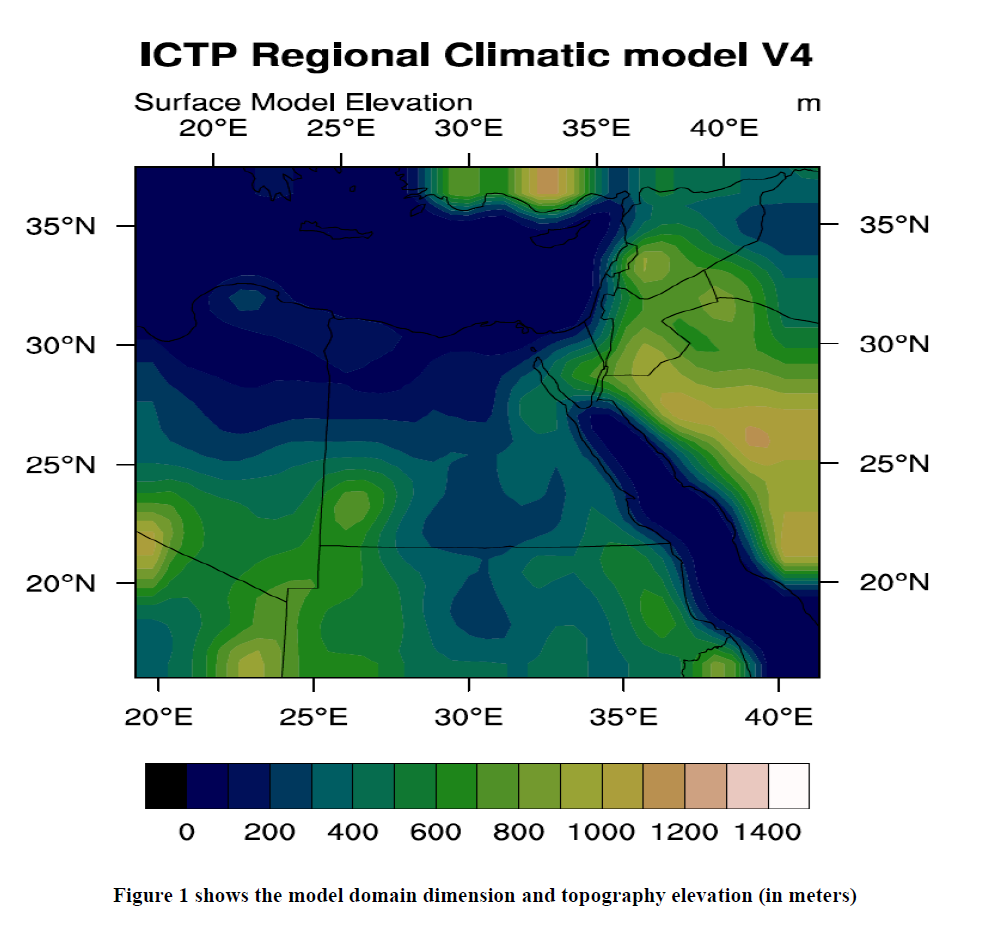 ICTP Regional Climatic model V4
Surface Model Elevation m
20°E 25°E 30°E 35°E 40°E
35°N 35°N
30°N 30°N
25°N 25°N
20°N 20°N
20°E 25°E 30°E 35°E 40°E
0 200 400 600 800 1000 1200 1400
Figure 1 shows the model domain dimension and topography elevation (in meters)